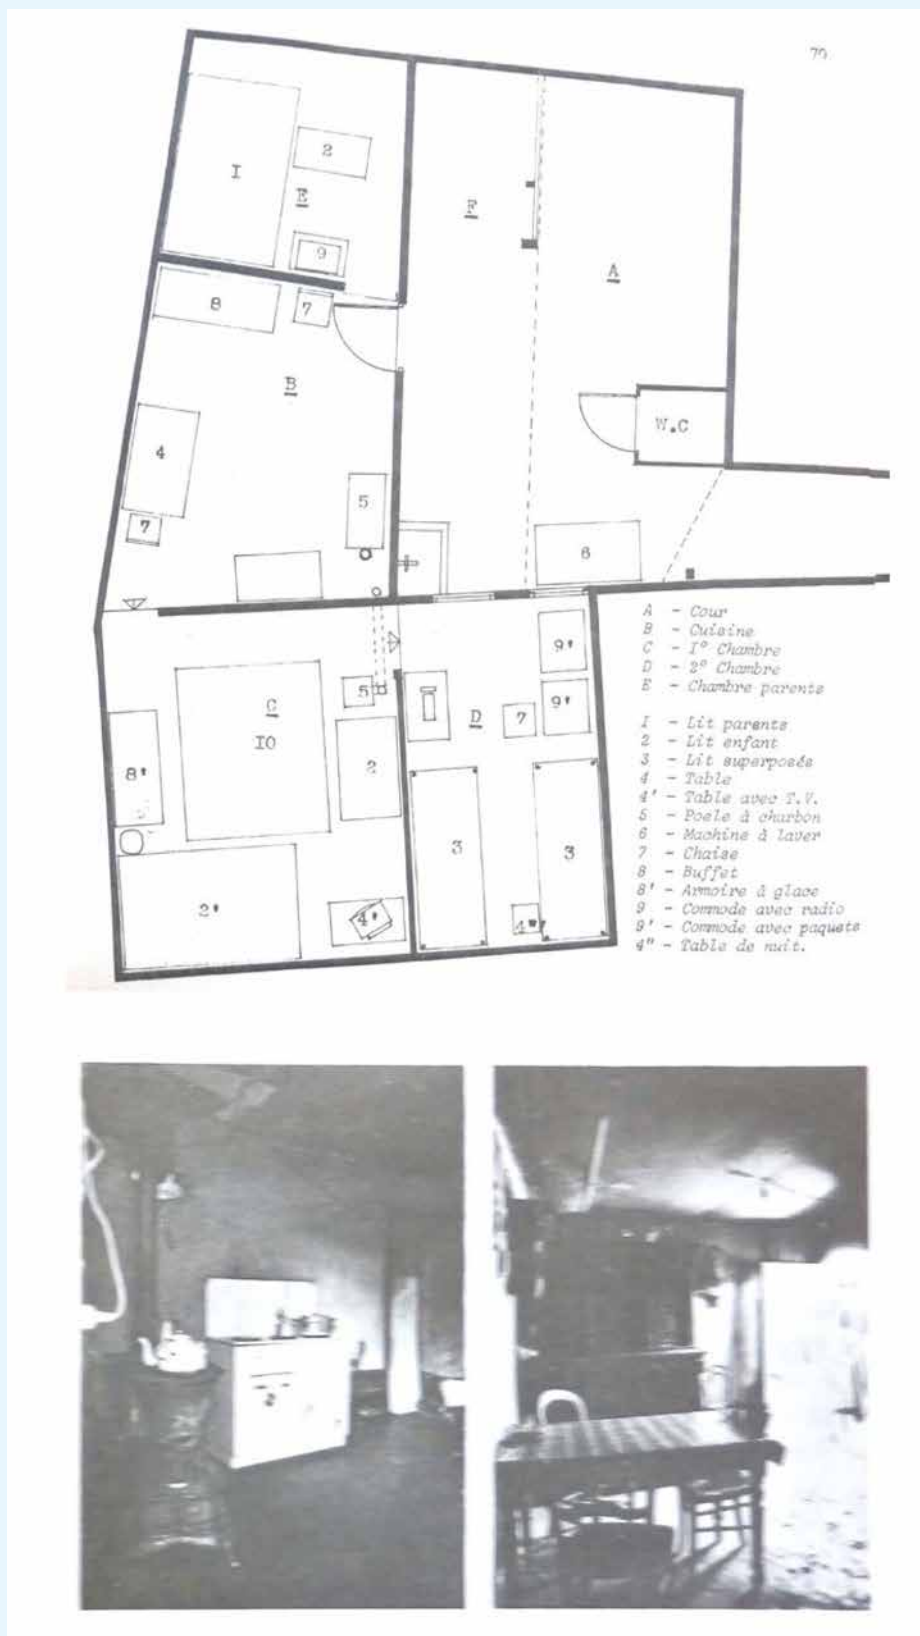 70
1
2
E
9
F
A
8
7
B
4
W.C
5
7
6
A - Cour
B - Cuisine
C - I° Chambre
D - 2° Chambre
E - Chambre parents
9'
5
9'
C
D
7
IO
2
8'
I - Lit parents
2 - Lit enfant
3 - Lit superposés
4 - Table
4' - Table avec T.V.
5 - Poele à charbon
6 - Machine à laver
7 - Chaise
8 - Buffet
8' - Armoire à glace
9 - Commode avec radio
9' - Commode avec paquets
4" - Table de nuit.
3
3
2'
4'
4"